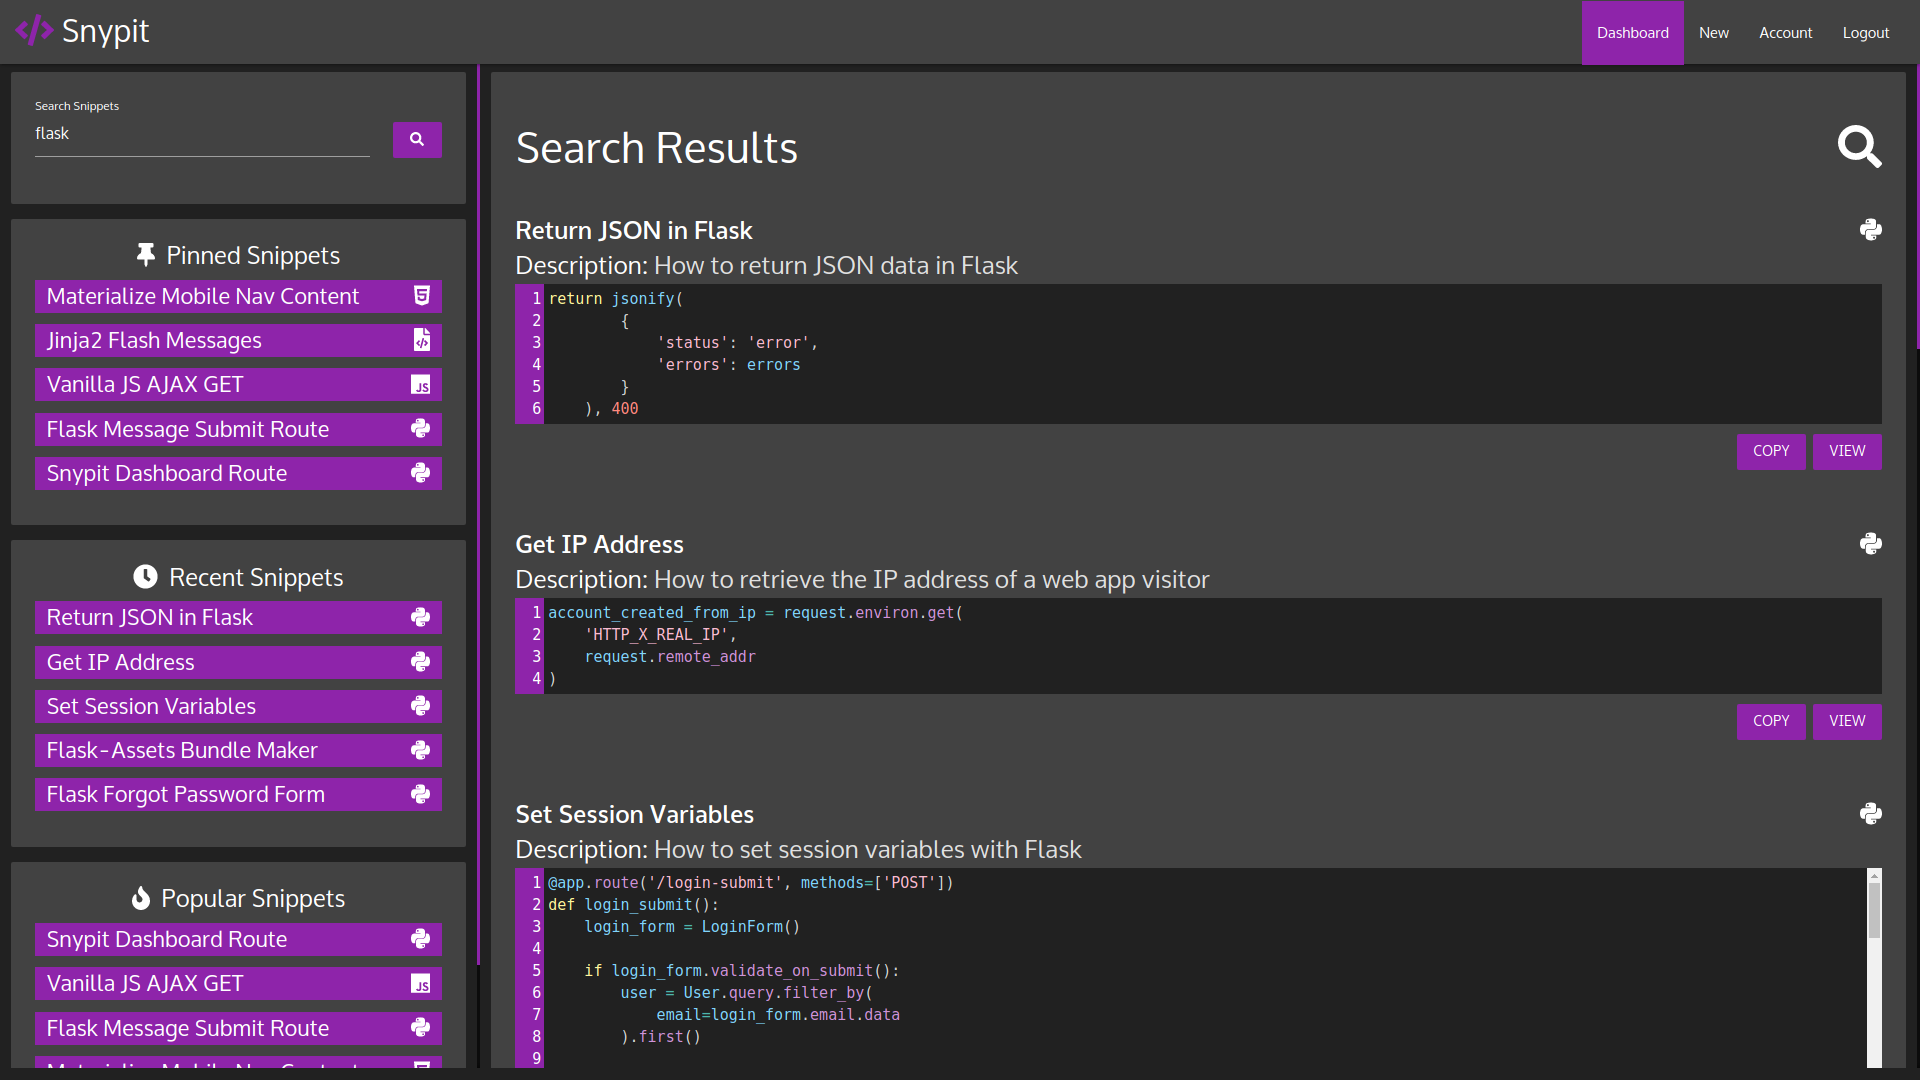 Snypit
Dashboard
New
Account
Logout
Search Snippets
flask
Pinned Snippets
Materialize Mobile Nav Content
Jinja2 Flash Messages
Vanilla JS AJAX GET
JS
Flask Message Submit Route
Snypit Dashboard Route
Recent Snippets
Return JSON in Flask
Get IP Address
Set Session Variables
Flask-Assets Bundle Maker
Flask Forgot Password Form
Popular Snippets
Snypit Dashboard Route
Vanilla JS AJAX GET
JS
Flask Message Submit Route
Search Results
Return JSON in Flask
Description: How to return JSON data in Flask
1 return jsonify(
2 {
3 'status': 'error',
4 'errors': errors
5 }
6 ), 400
COPY
VIEW
Get IP Address
Description: How to retrieve the IP address of a web app visitor
1 account_created_from_ip = request.environ.get(
2 'HTTP_X_REAL_IP',
3 request.remote_addr
4 )
COPY
VIEW
Set Session Variables
Description: How to set session variables with Flask
1 @app.route('/login-submit', methods=['POST'])
2 def login_submit():
3 login_form = LoginForm()
4
5 if login_form.validate_on_submit():
6 user = User.query.filter_by(
7 email=login_form.email.data
8 ).first()
9